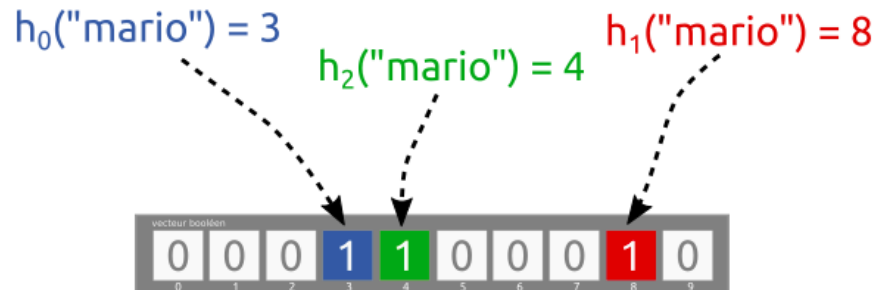 h₀("mario") = 3
h₂("mario") = 4
h₁("mario") = 8
vecteur booléen
0 0 0 1 1 0 0 0 1 0
0 1 2 3 4 5 6 7 8 9